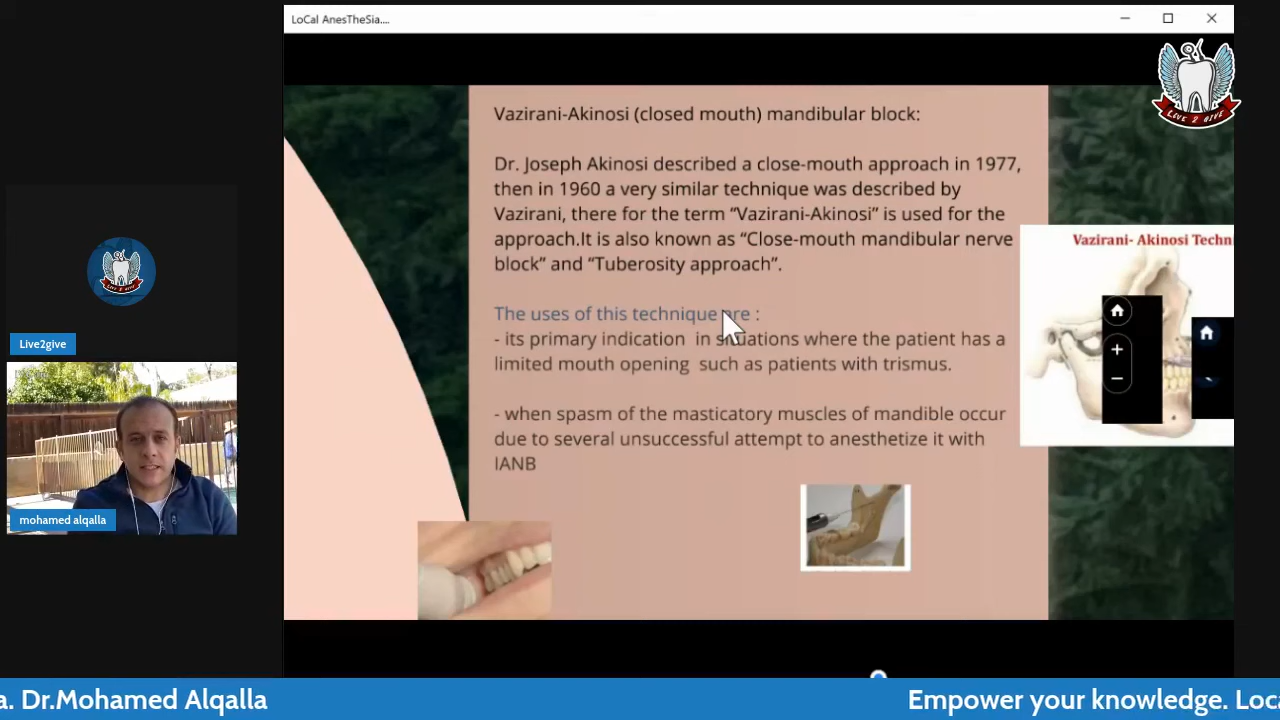 LoCal AnesTheSia....
LIVE 2 GIVE
Vazirani-Akinosi (closed mouth) mandibular block:
Dr. Joseph Akinosi described a close-mouth approach in 1977,
then in 1960 a very similar technique was described by
Vazirani, there for the term “Vazirani-Akinosi” is used for the
approach.It is also known as “Close-mouth mandibular nerve
block” and “Tuberosity approach”.
The uses of this technique are :
- its primary indication in situations where the patient has a
limited mouth opening such as patients with trismus.
- when spasm of the masticatory muscles of mandible occur
due to several unsuccessful attempt to anesthetize it with
IANB
Vazirani- Akinosi Techni
Live2give
mohamed alqalla
a. Dr.Mohamed Alqalla
Empower your knowledge. Loc